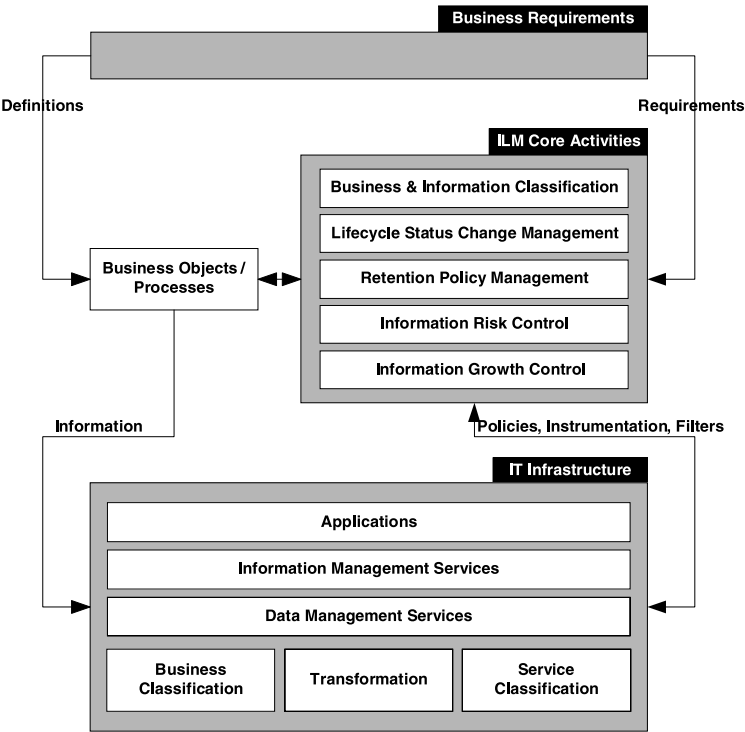 Business Requirements
Definitions
Requirements
ILM Core Activities
Business & Information Classification
Lifecycle Status Change Management
Business Objects /
Processes
Retention Policy Management
Information Risk Control
Information Growth Control
Information
Policies, Instrumentation, Filters
IT Infrastructure
Applications
Information Management Services
Data Management Services
Business
Classification
Transformation
Service
Classification